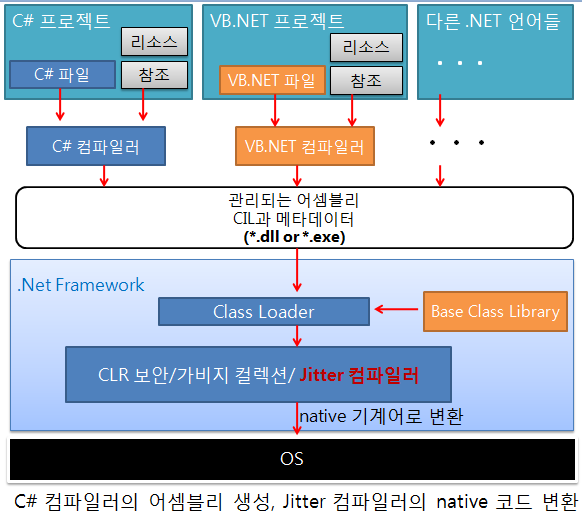 C# 프로젝트
리소스
C# 파일
참조
VB.NET 프로젝트
리소스
VB.NET 파일
참조
다른 .NET 언어들
· · ·
C# 컴파일러
VB.NET 컴파일러
· · ·
관리되는 어셈블리
CIL과 메타데이터
(*.dll or *.exe)
.Net Framework
Class Loader
Base Class Library
CLR 보안/가비지 컬렉션/ Jitter 컴파일러
native 기계어로 변환
OS
C# 컴파일러의 어셈블리 생성, Jitter 컴파일러의 native 코드 변환